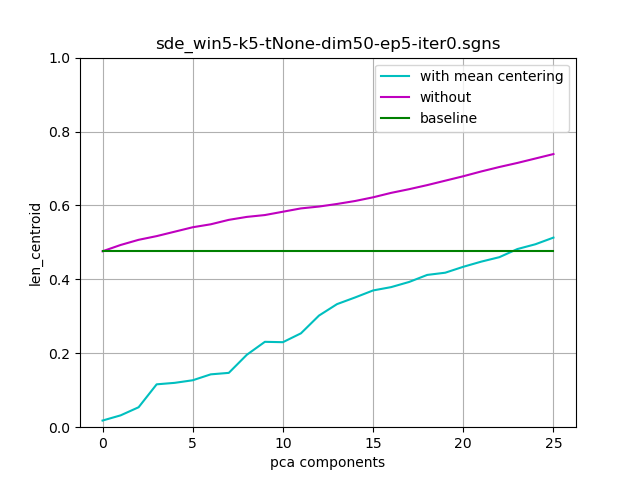 sde_win5-k5-tNone-dim50-ep5-iter0.sgns
with mean centering
without
baseline
len_centroid
1.0
0.8
0.6
0.4
0.2
0.0
0 5 10 15 20 25
pca components